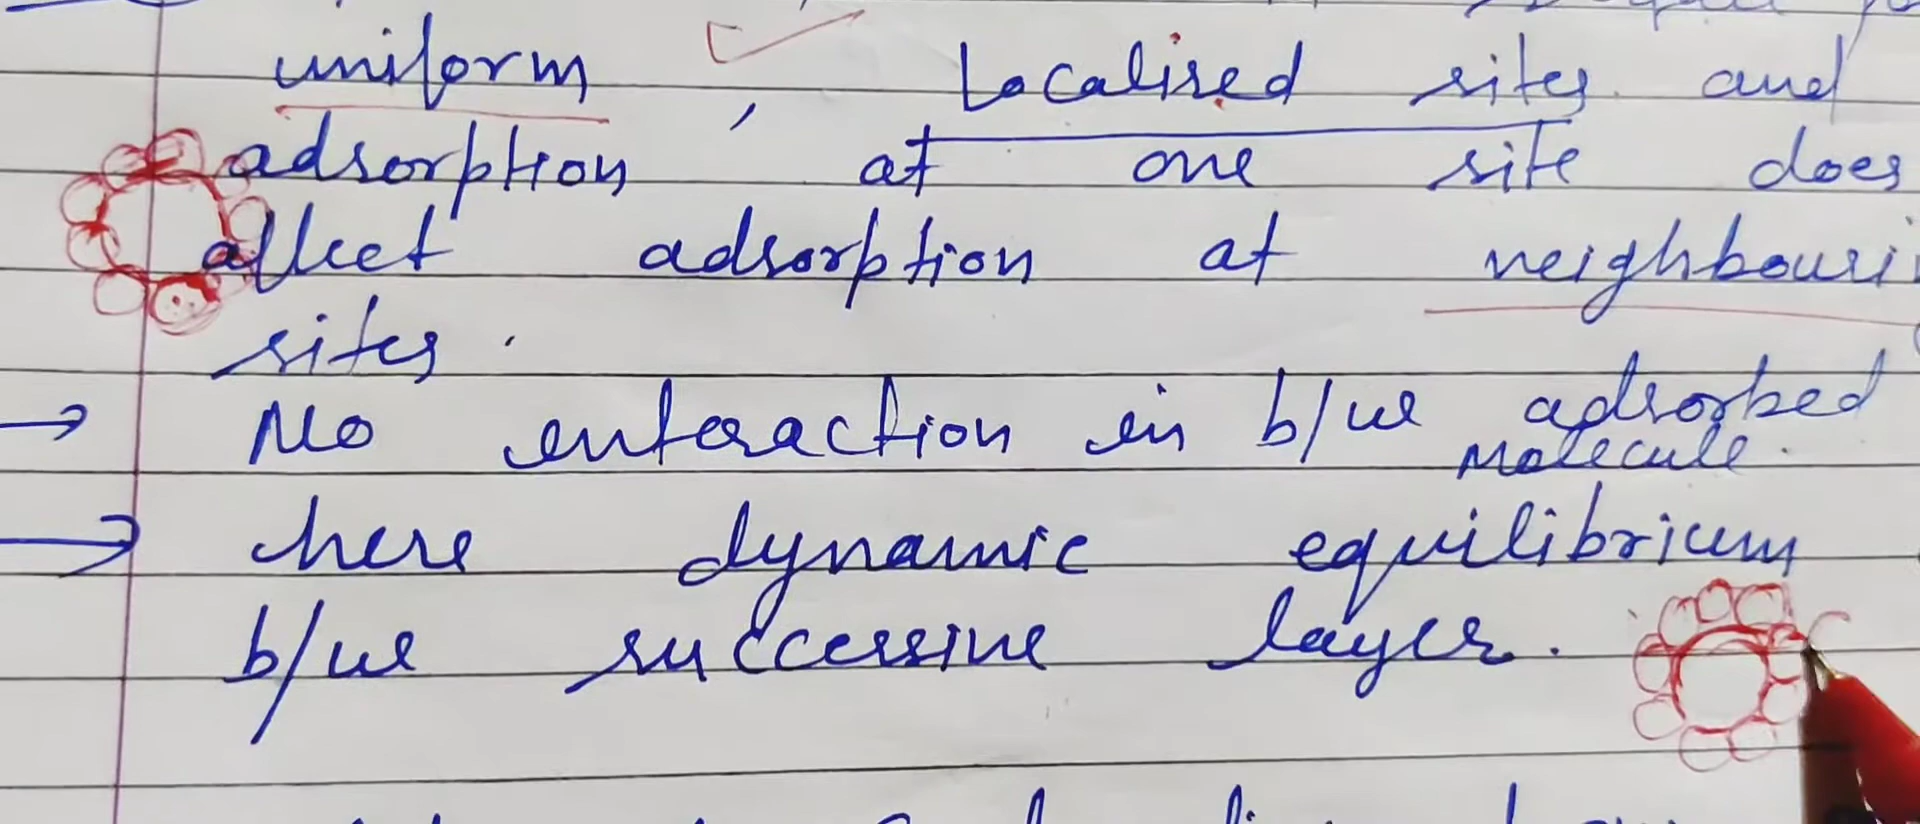 uniform , Localised sites and
adsorption at one site does
affect adsorption at neighbouri
sites.
→ No interaction in b/w adsorbed
molecule.
→ here dynamic equilibrium
b/w successive layer.